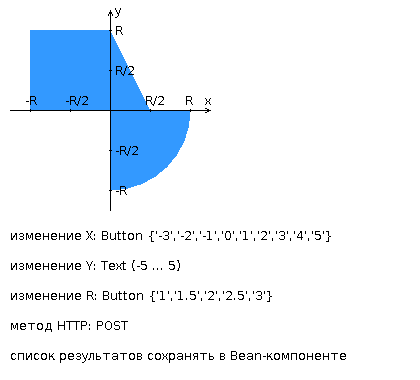 y
R
R/2
-R -R/2 R/2 R x
-R/2
-R
изменение X: Button {'-3','-2','-1','0','1','2','3','4','5'}
изменение Y: Text (-5 ... 5)
изменение R: Button {'1','1.5','2','2.5','3'}
метод HTTP: POST
список результатов сохранять в Bean-компоненте